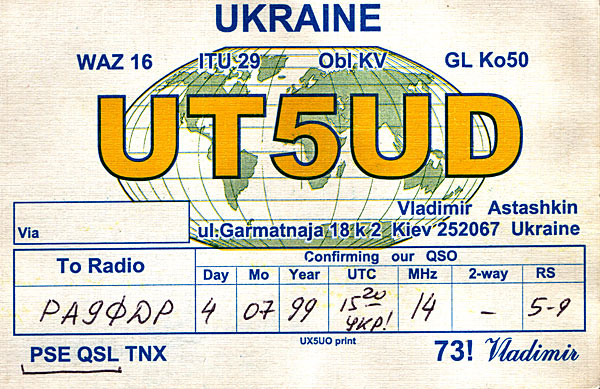 UKRAINE
WAZ 16 ITU 29 Obl KV GL Ko50
UT5UD
Vladimir Astashkin
Via ul.Garmatnaja 18 k 2 Kiev 252067 Ukraine
To Radio Confirming our QSO
Day Mo Year UTC MHz 2-way RS
PA9ØDP 4 07 99 15 20 14 – 5-9
УКР!
UX5UO print
PSE QSL TNX 73! Vladimir